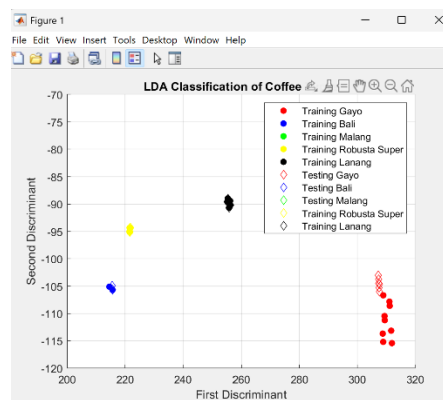 Figure 1
File Edit View Insert Tools Desktop Window Help
LDA Classification of Coffee
-70
-75
-80
-85
-90
-95
-100
-105
-110
-115
-120
Second Discriminant
Training Gayo
Training Bali
Training Malang
Training Robusta Super
Training Lanang
Testing Gayo
Testing Bali
Testing Malang
Training Robusta Super
Training Lanang
200 220 240 260 280 300 320
First Discriminant